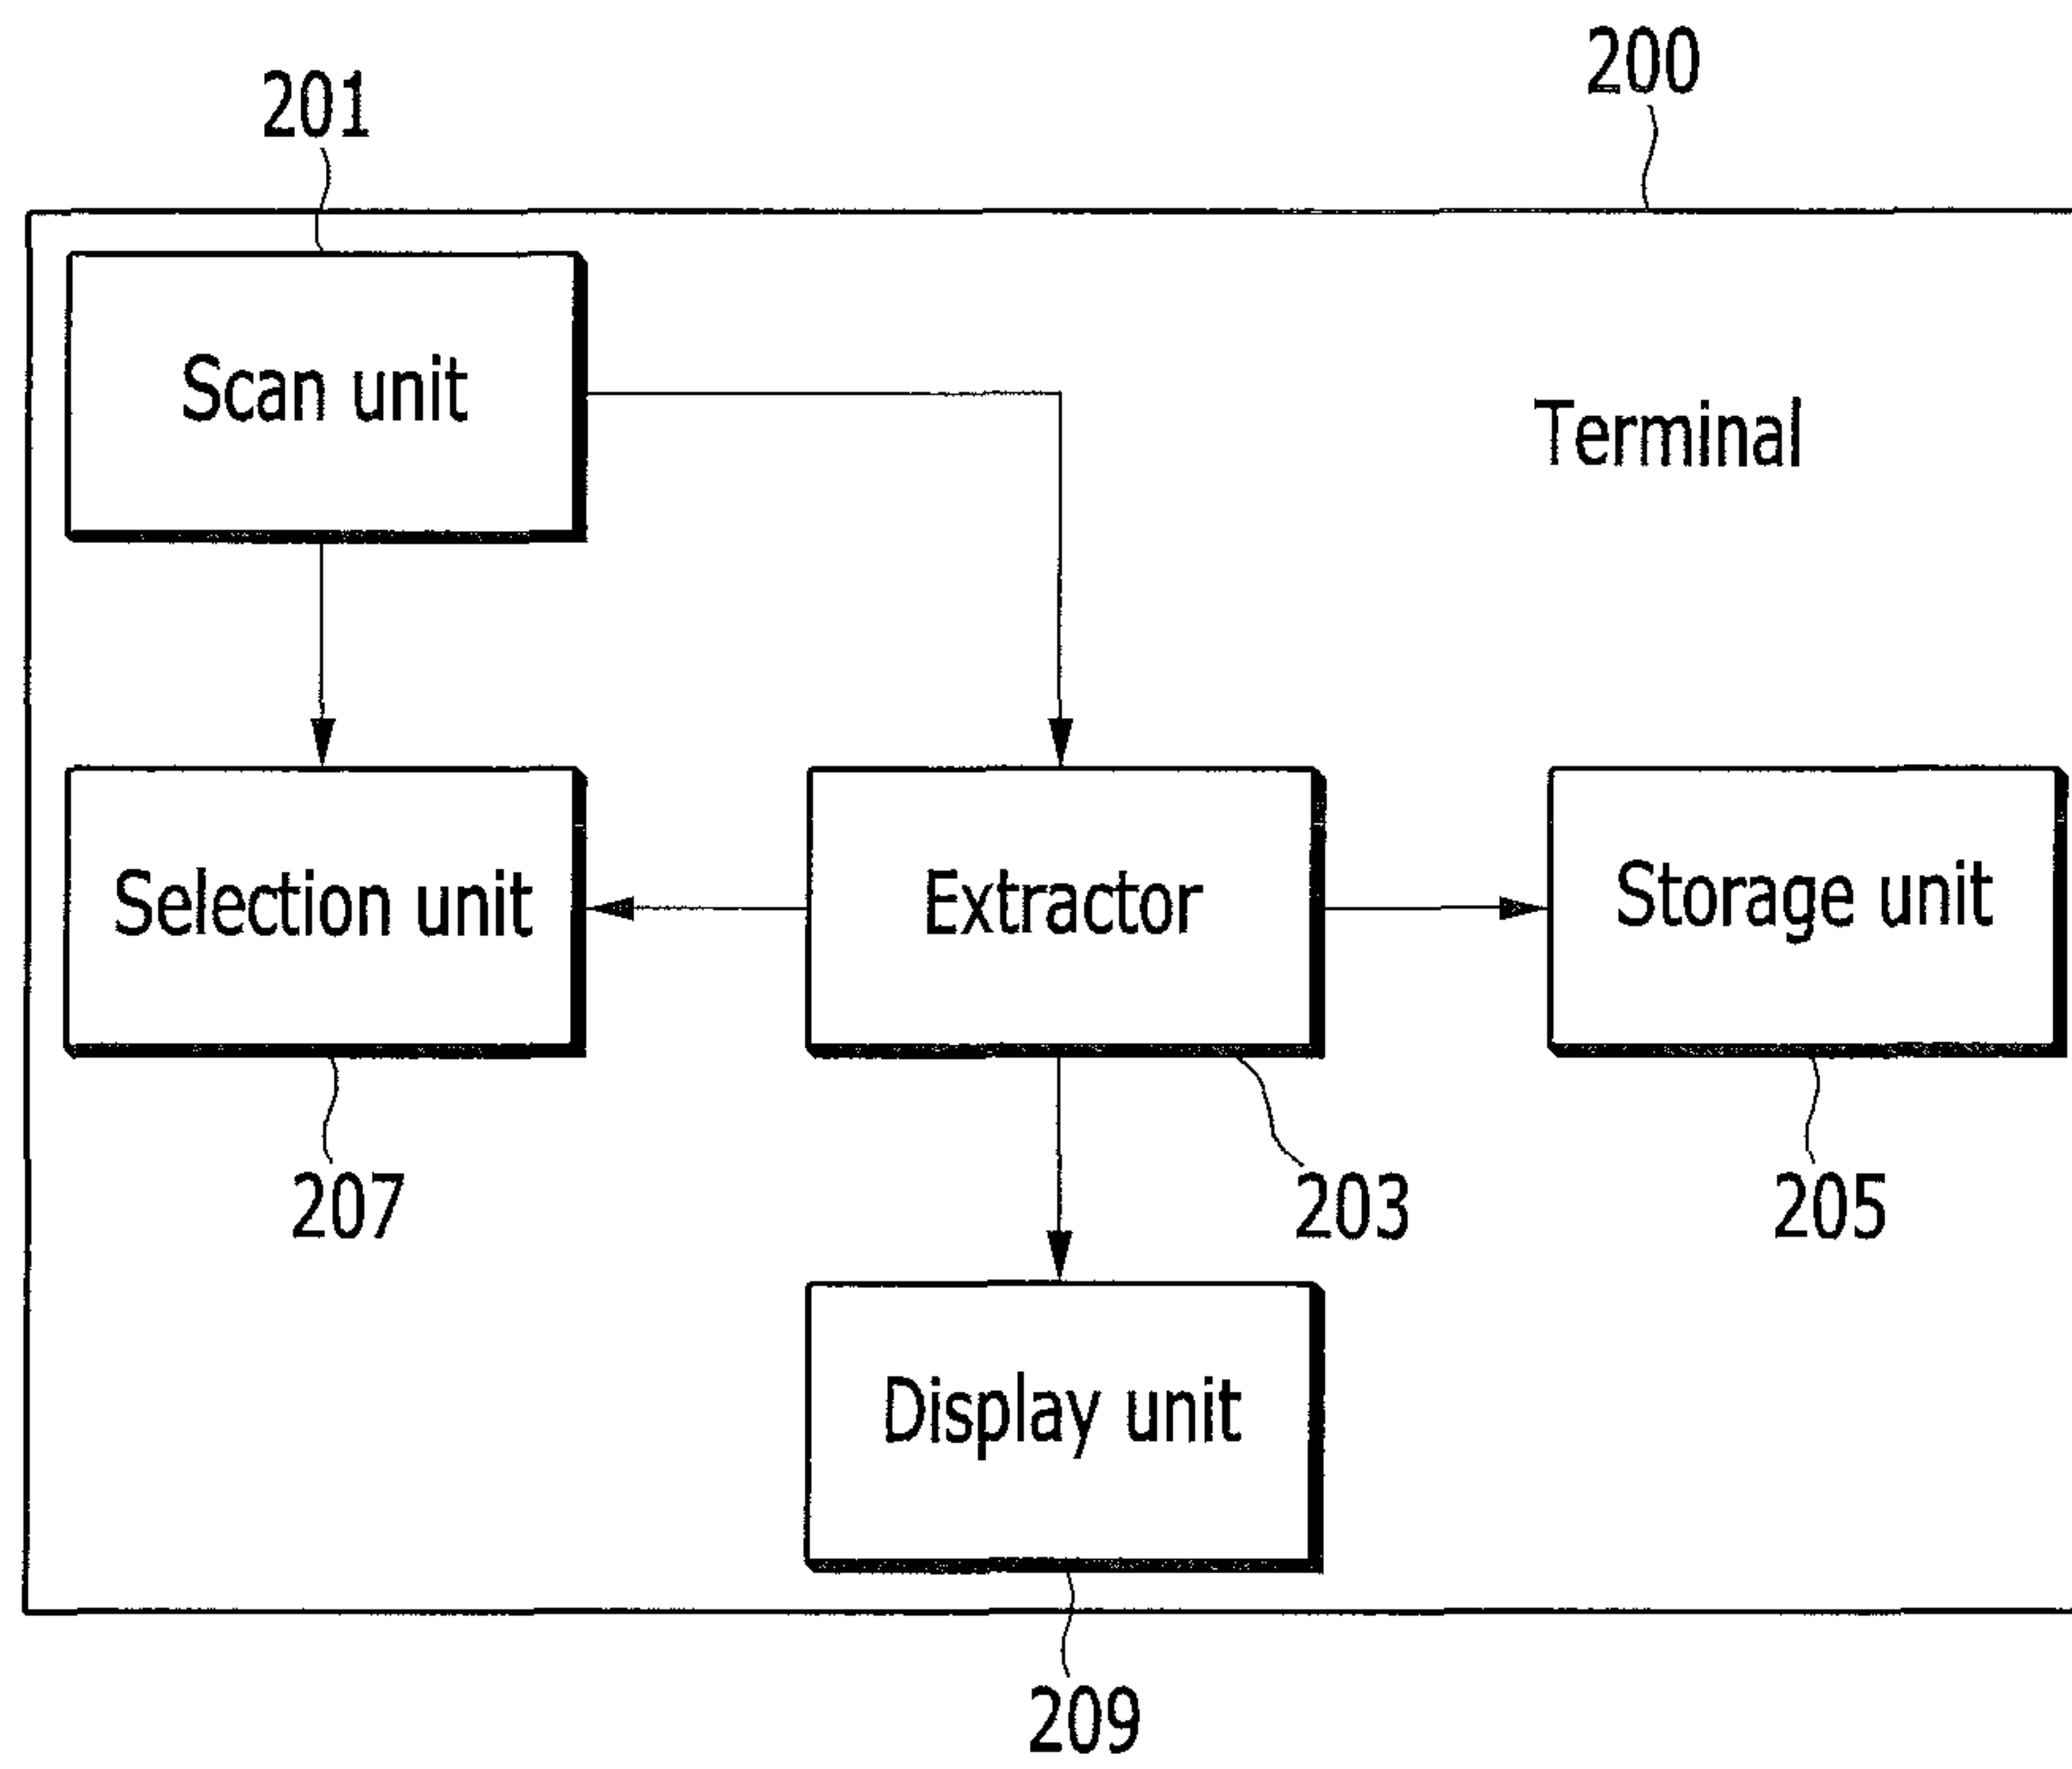 200
201
Scan unit
Terminal
Selection unit
Extractor
Storage unit
207
203
205
Display unit
209